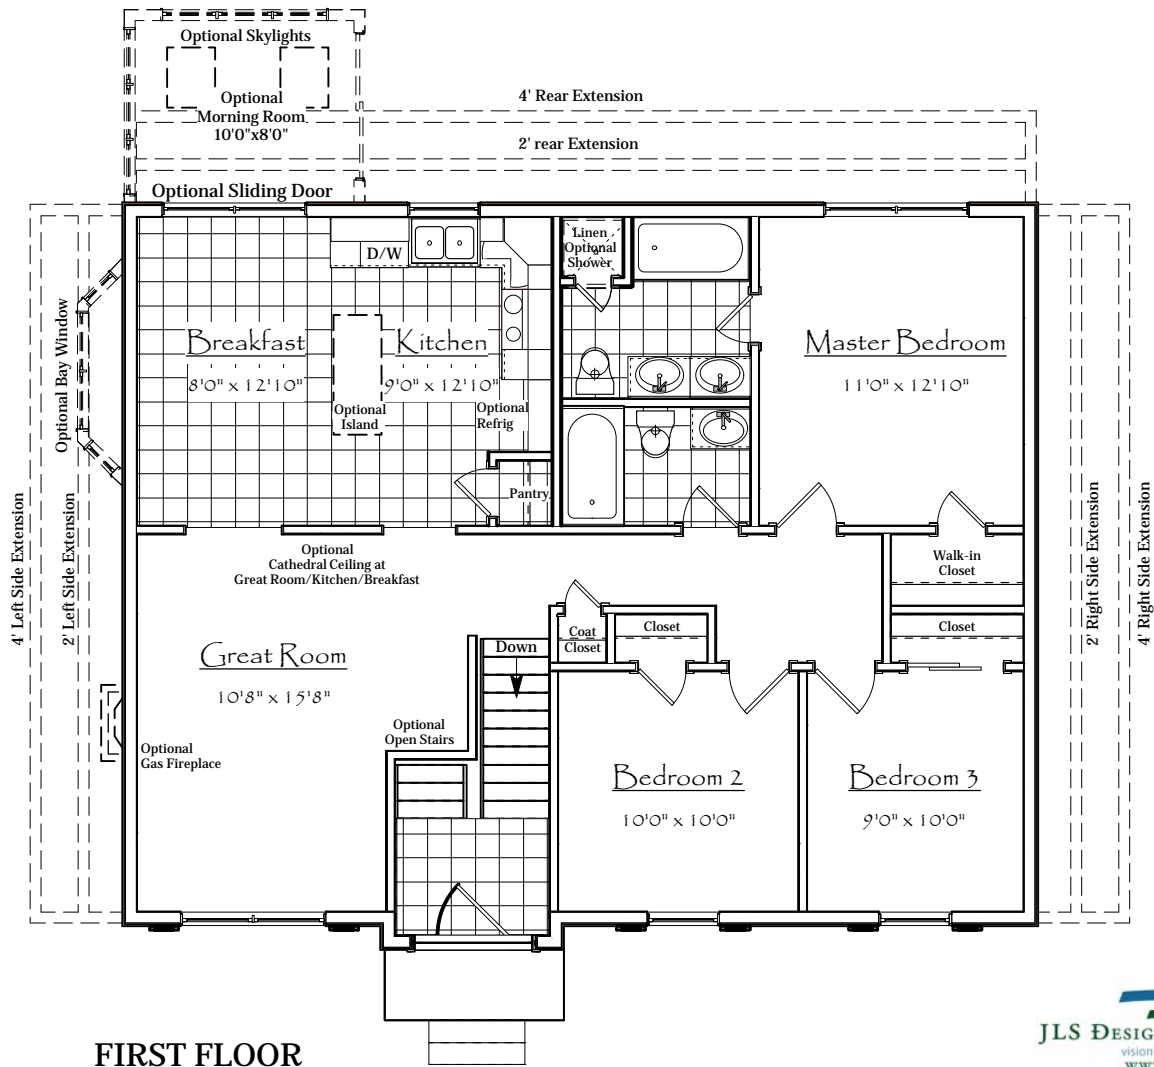 Optional Skylights
Optional
Morning Room
10'0"x8'0"
4' Rear Extension
2' rear Extension
Optional Sliding Door
Linen
Optional
Shower
D/W
Breakfast
8'0" x 12'10"
Kitchen
9'0" x 12'10"
Optional
Island
Optional
Refrig
Pantry
Master Bedroom
11'0" x 12'10"
Optional Bay Window
4' Left Side Extension
2' Left Side Extension
2' Right Side Extension
4' Right Side Extension
Optional
Cathedral Ceiling at
Great Room/Kitchen/Breakfast
Walk-in
Closet
Coat
Closet
Closet
Closet
Great Room
10'8" x 15'8"
Down
Optional
Open Stairs
Optional
Gas Fireplace
Bedroom 2
10'0" x 10'0"
Bedroom 3
9'0" x 10'0"
FIRST FLOOR
JLS DESIG
vision
www